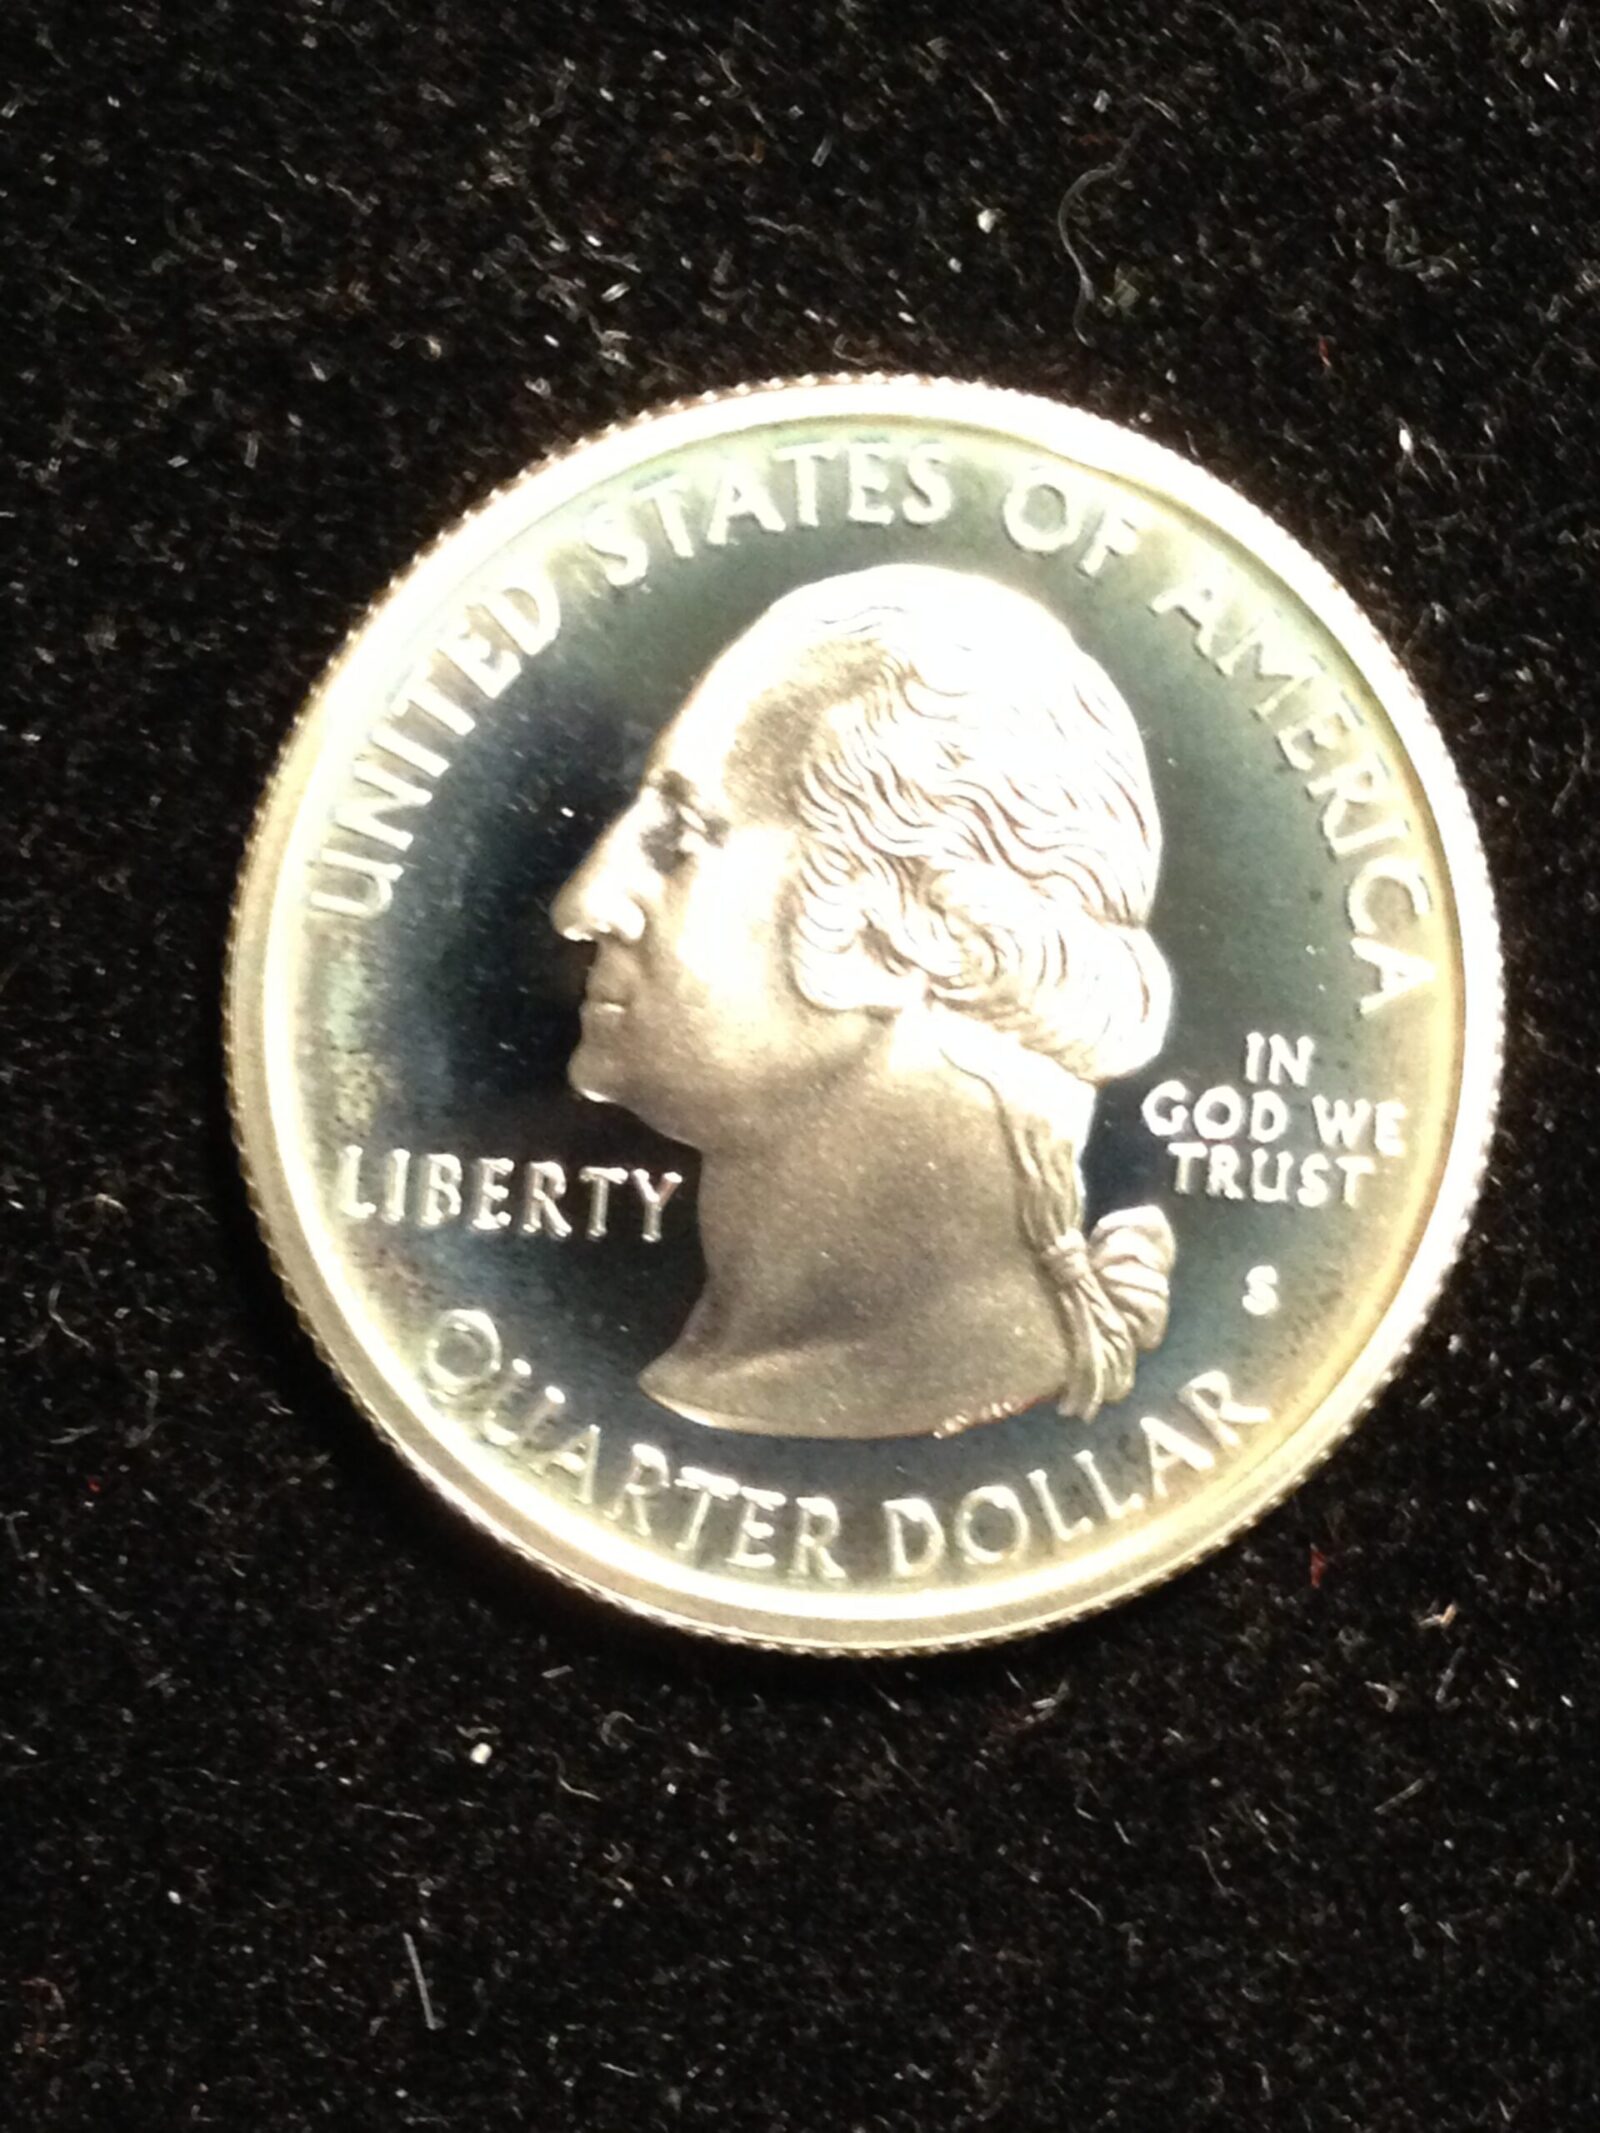 UNITED STATES OF AMERICA
LIBERTY
IN
GOD WE
TRUST
S
QUARTER DOLLAR